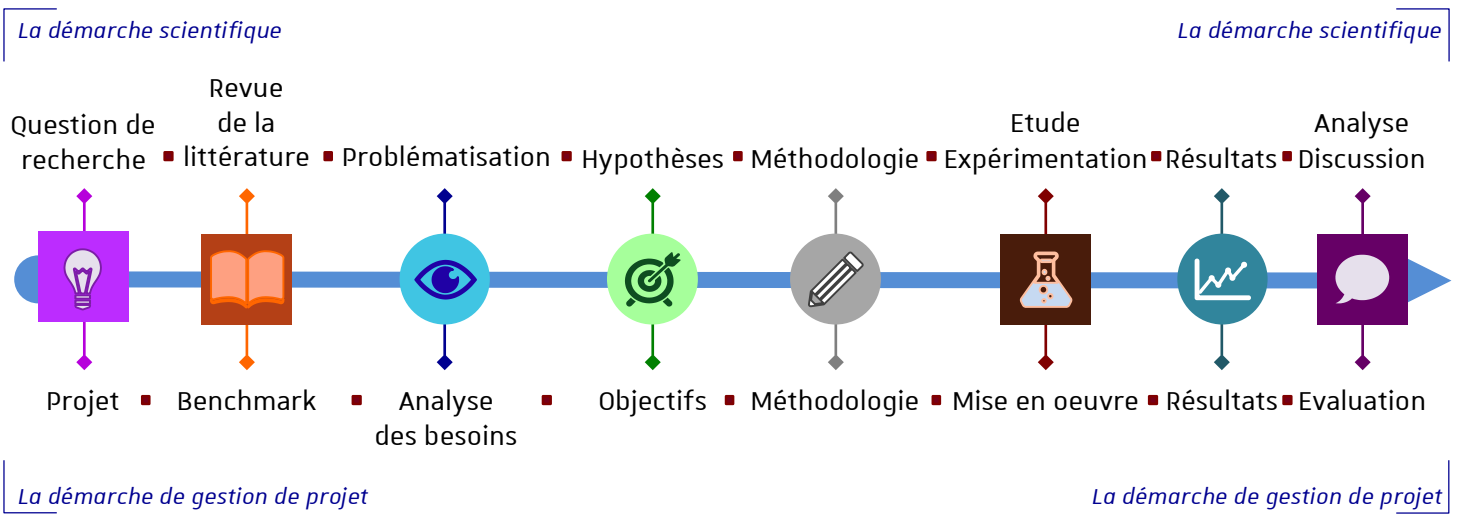 La démarche scientifique
La démarche scientifique
Question de
recherche
Revue
de la
littérature
Problématisation
Hypothèses
Méthodologie
Etude
Expérimentation
Résultats
Analyse
Discussion
Projet
Benchmark
Analyse
des besoins
Objectifs
Méthodologie
Mise en oeuvre
Résultats
Evaluation
La démarche de gestion de projet
La démarche de gestion de projet